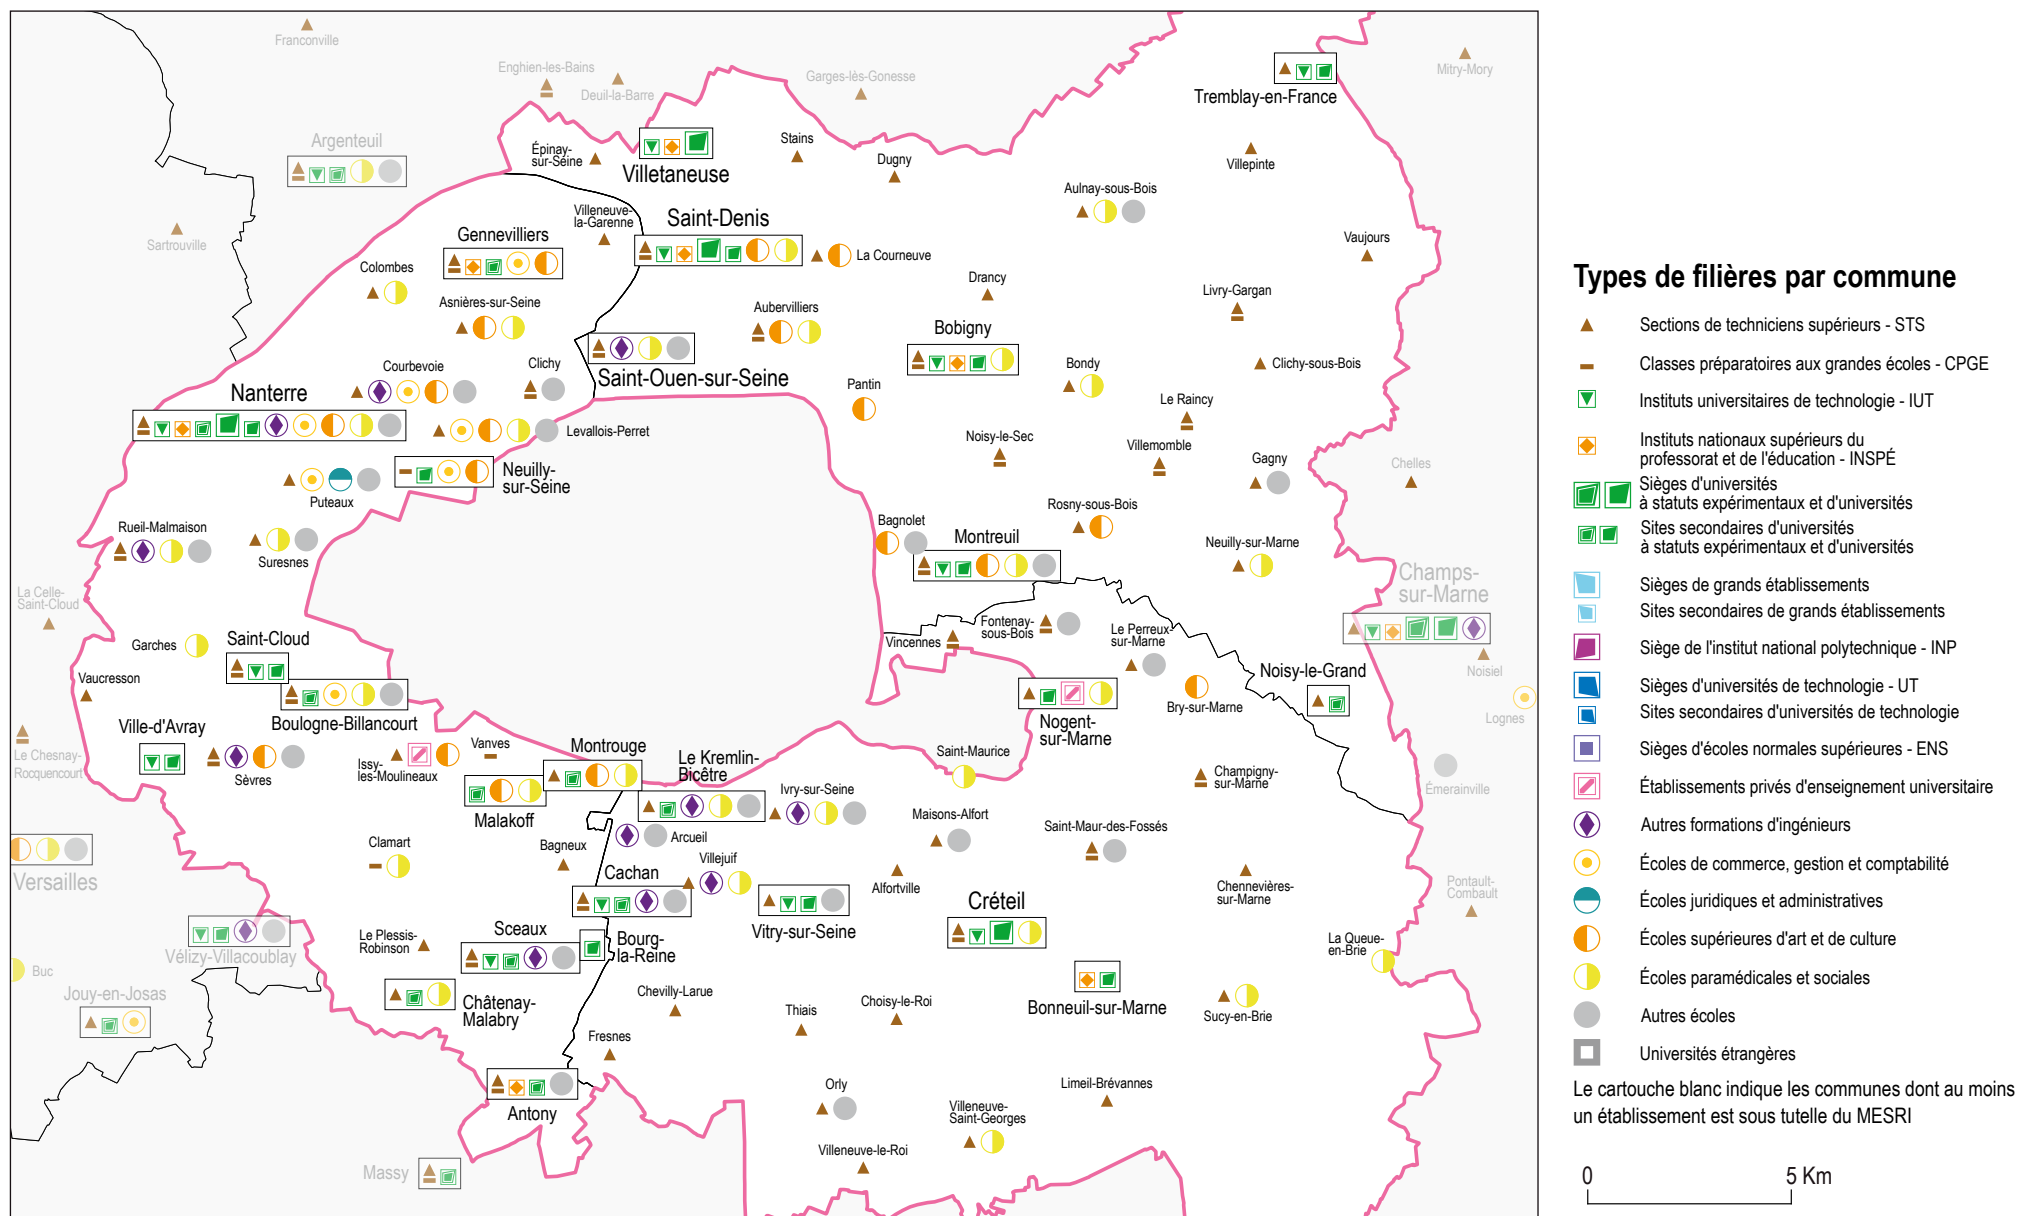 Franconville
Enghien-les-Bains
Deuil-la-Barre
Garges-lès-Gonesse
Mitry-Mory
Tremblay-en-France
Argenteuil
Épinay-
sur-Seine
Villetaneuse
Stains
Dugny
Villepinte
Aulnay-sous-Bois
Sartrouville
Villeneuve-
la-Garenne
Saint-Denis
Gennevilliers
La Courneuve
Vaujours
Colombes
Drancy
Livry-Gargan
Asnières-sur-Seine
Aubervilliers
Bobigny
Courbevoie
Clichy
Saint-Ouen-sur-Seine
Bondy
Clichy-sous-Bois
Nanterre
Pantin
Le Raincy
Levallois-Perret
Noisy-le-Sec
Villemomble
Neuilly-
sur-Seine
Gagny
Chelles
Puteaux
Rueil-Malmaison
Suresnes
Bagnolet
Rosny-sous-Bois
Montreuil
Neuilly-sur-Marne
Champs-
sur-Marne
La Celle-
Saint-Cloud
Garches
Saint-Cloud
Fontenay-
sous-Bois
Vincennes
Le Perreux-
sur-Marne
Noisy-le-Grand
Noisiel
Vaucresson
Boulogne-Billancourt
Bry-sur-Marne
Lognes
Ville-d'Avray
Nogent-
sur-Marne
Le Chesnay-
Rocquencourt
Sèvres
Issy-
les-Moulineaux
Vanves
Montrouge
Le Kremlin-
Bicêtre
Saint-Maurice
Champigny-
sur-Marne
Émerainville
Malakoff
Ivry-sur-Seine
Maisons-Alfort
Saint-Maur-des-Fossés
Arcueil
Clamart
Bagneux
Villejuif
Versailles
Cachan
Alfortville
Chennevières-
sur-Marne
Pontault-
Combault
Vitry-sur-Seine
Créteil
Vélizy-Villacoublay
Le Plessis-
Robinson
Sceaux
Bourg-
la-Reine
La Queue-
en-Brie
Buc
Jouy-en-Josas
Châtenay-
Malabry
Chevilly-Larue
Thiais
Choisy-le-Roi
Bonneuil-sur-Marne
Sucy-en-Brie
Fresnes
Antony
Orly
Limeil-Brévannes
Villeneuve-
Saint-Georges
Villeneuve-le-Roi
Massy
Types de filières par commune
Sections de techniciens supérieurs - STS
Classes préparatoires aux grandes écoles - CPGE
Instituts universitaires de technologie - IUT
Instituts nationaux supérieurs du
professorat et de l'éducation - INSPÉ
Sièges d'universités
à statuts expérimentaux et d'universités
Sites secondaires d'universités
à statuts expérimentaux et d'universités
Sièges de grands établissements
Sites secondaires de grands établissements
Siège de l'institut national polytechnique - INP
Sièges d'universités de technologie - UT
Sites secondaires d'universités de technologie
Sièges d'écoles normales supérieures - ENS
Établissements privés d'enseignement universitaire
Autres formations d'ingénieurs
Écoles de commerce, gestion et comptabilité
Écoles juridiques et administratives
Écoles supérieures d'art et de culture
Écoles paramédicales et sociales
Autres écoles
Universités étrangères
Le cartouche blanc indique les communes dont au moins
un établissement est sous tutelle du MESRI
0 5 Km